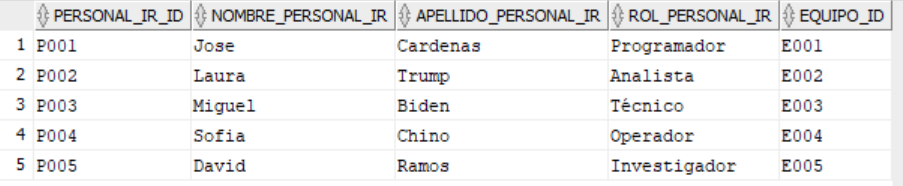 PERSONAL_IR_ID NOMBRE_PERSONAL_IR APELLIDO_PERSONAL_IR ROL_PERSONAL_IR EQUIPO_ID
1 P001 Jose Cardenas Programador E001
2 P002 Laura Trump Analista E002
3 P003 Miguel Biden Técnico E003
4 P004 Sofia Chino Operador E004
5 P005 David Ramos Investigador E005